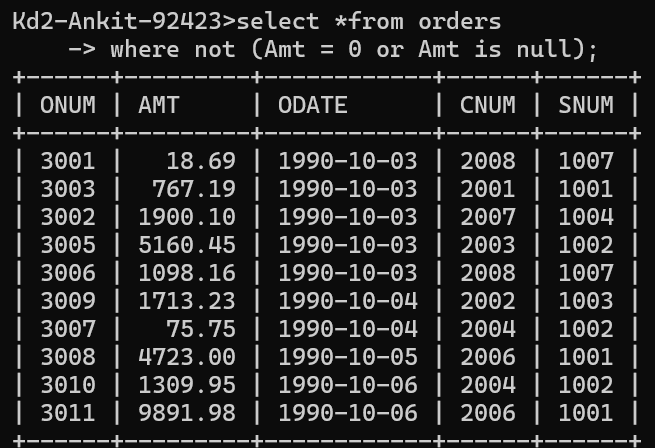 Kd2-Ankit-92423>select *from orders
    -> where not (Amt = 0 or Amt is null);
+------+---------+------------+------+------+
| ONUM | AMT     | ODATE      | CNUM | SNUM |
+------+---------+------------+------+------+
| 3001 |   18.69 | 1990-10-03 | 2008 | 1007 |
| 3003 |  767.19 | 1990-10-03 | 2001 | 1001 |
| 3002 | 1900.10 | 1990-10-03 | 2007 | 1004 |
| 3005 | 5160.45 | 1990-10-03 | 2003 | 1002 |
| 3006 | 1098.16 | 1990-10-03 | 2008 | 1007 |
| 3009 | 1713.23 | 1990-10-04 | 2002 | 1003 |
| 3007 |   75.75 | 1990-10-04 | 2004 | 1002 |
| 3008 | 4723.00 | 1990-10-05 | 2006 | 1001 |
| 3010 | 1309.95 | 1990-10-06 | 2004 | 1002 |
| 3011 | 9891.98 | 1990-10-06 | 2006 | 1001 |
+------+---------+------------+------+------+